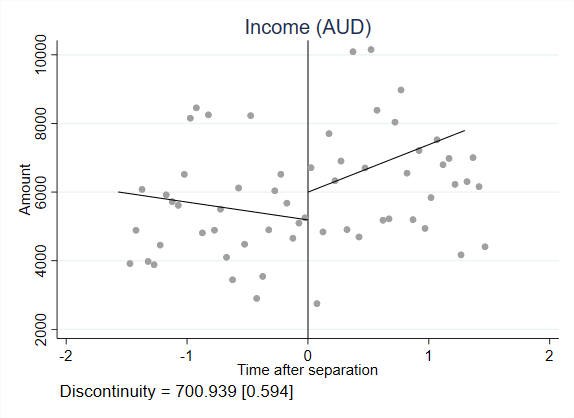 Income (AUD)
Amount
10000
8000
6000
4000
2000
-2 -1 0 1 2
Time after separation
Discontinuity = 700.939 [0.594]